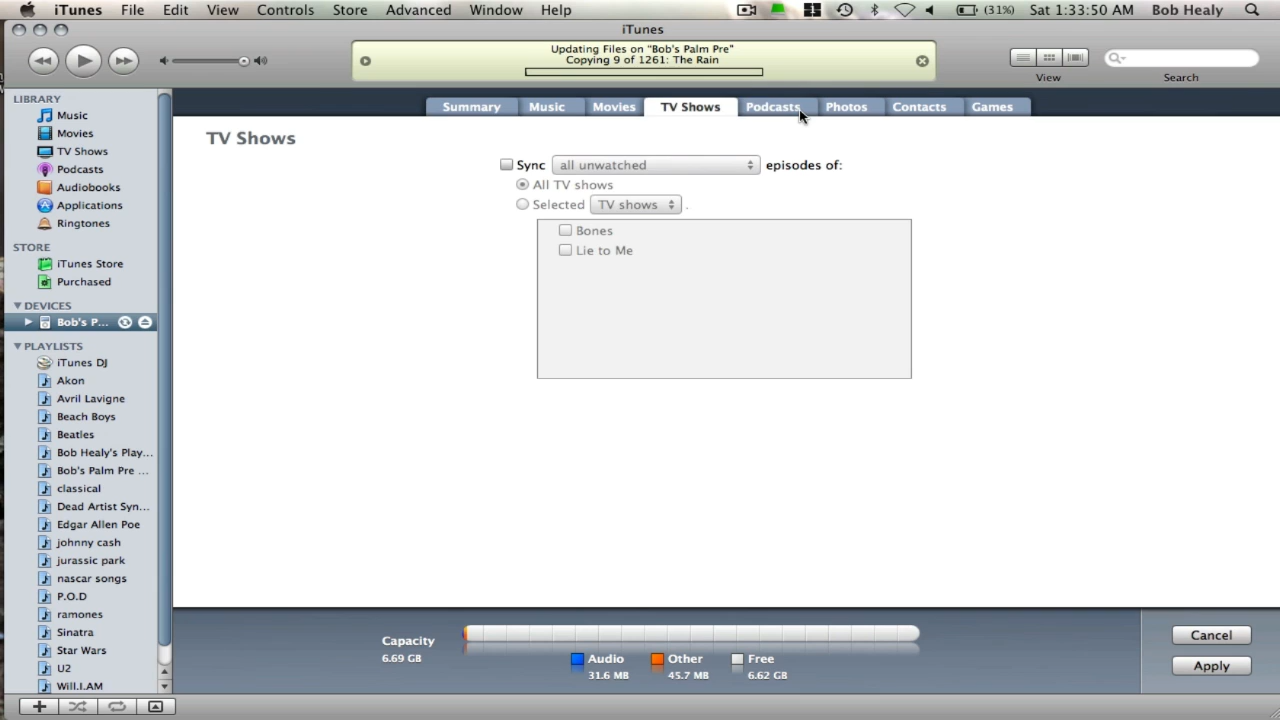 iTunes File Edit View Controls Store Advanced Window Help (31%) Sat 1:33:50 AM Bob Healy
iTunes
Updating Files on "Bob's Palm Pre"
Copying 9 of 1261: The Rain
View
Search
LIBRARY
Music
Movies
TV Shows
Podcasts
Audiobooks
Applications
Ringtones
STORE
iTunes Store
Purchased
DEVICES
Bob's P...
PLAYLISTS
iTunes DJ
Akon
Avril Lavigne
Beach Boys
Beatles
Bob Healy's Play...
Bob's Palm Pre ...
classical
Dead Artist Syn...
Edgar Allen Poe
johnny cash
jurassic park
nascar songs
P.O.D
ramones
Sinatra
Star Wars
U2
Will.I.AM
Summary Music Movies TV Shows Podcasts Photos Contacts Games
TV Shows
Sync all unwatched episodes of:
All TV shows
Selected TV shows .
Bones
Lie to Me
Capacity
6.69 GB
Audio
31.6 MB
Other
45.7 MB
Free
6.62 GB
Cancel
Apply